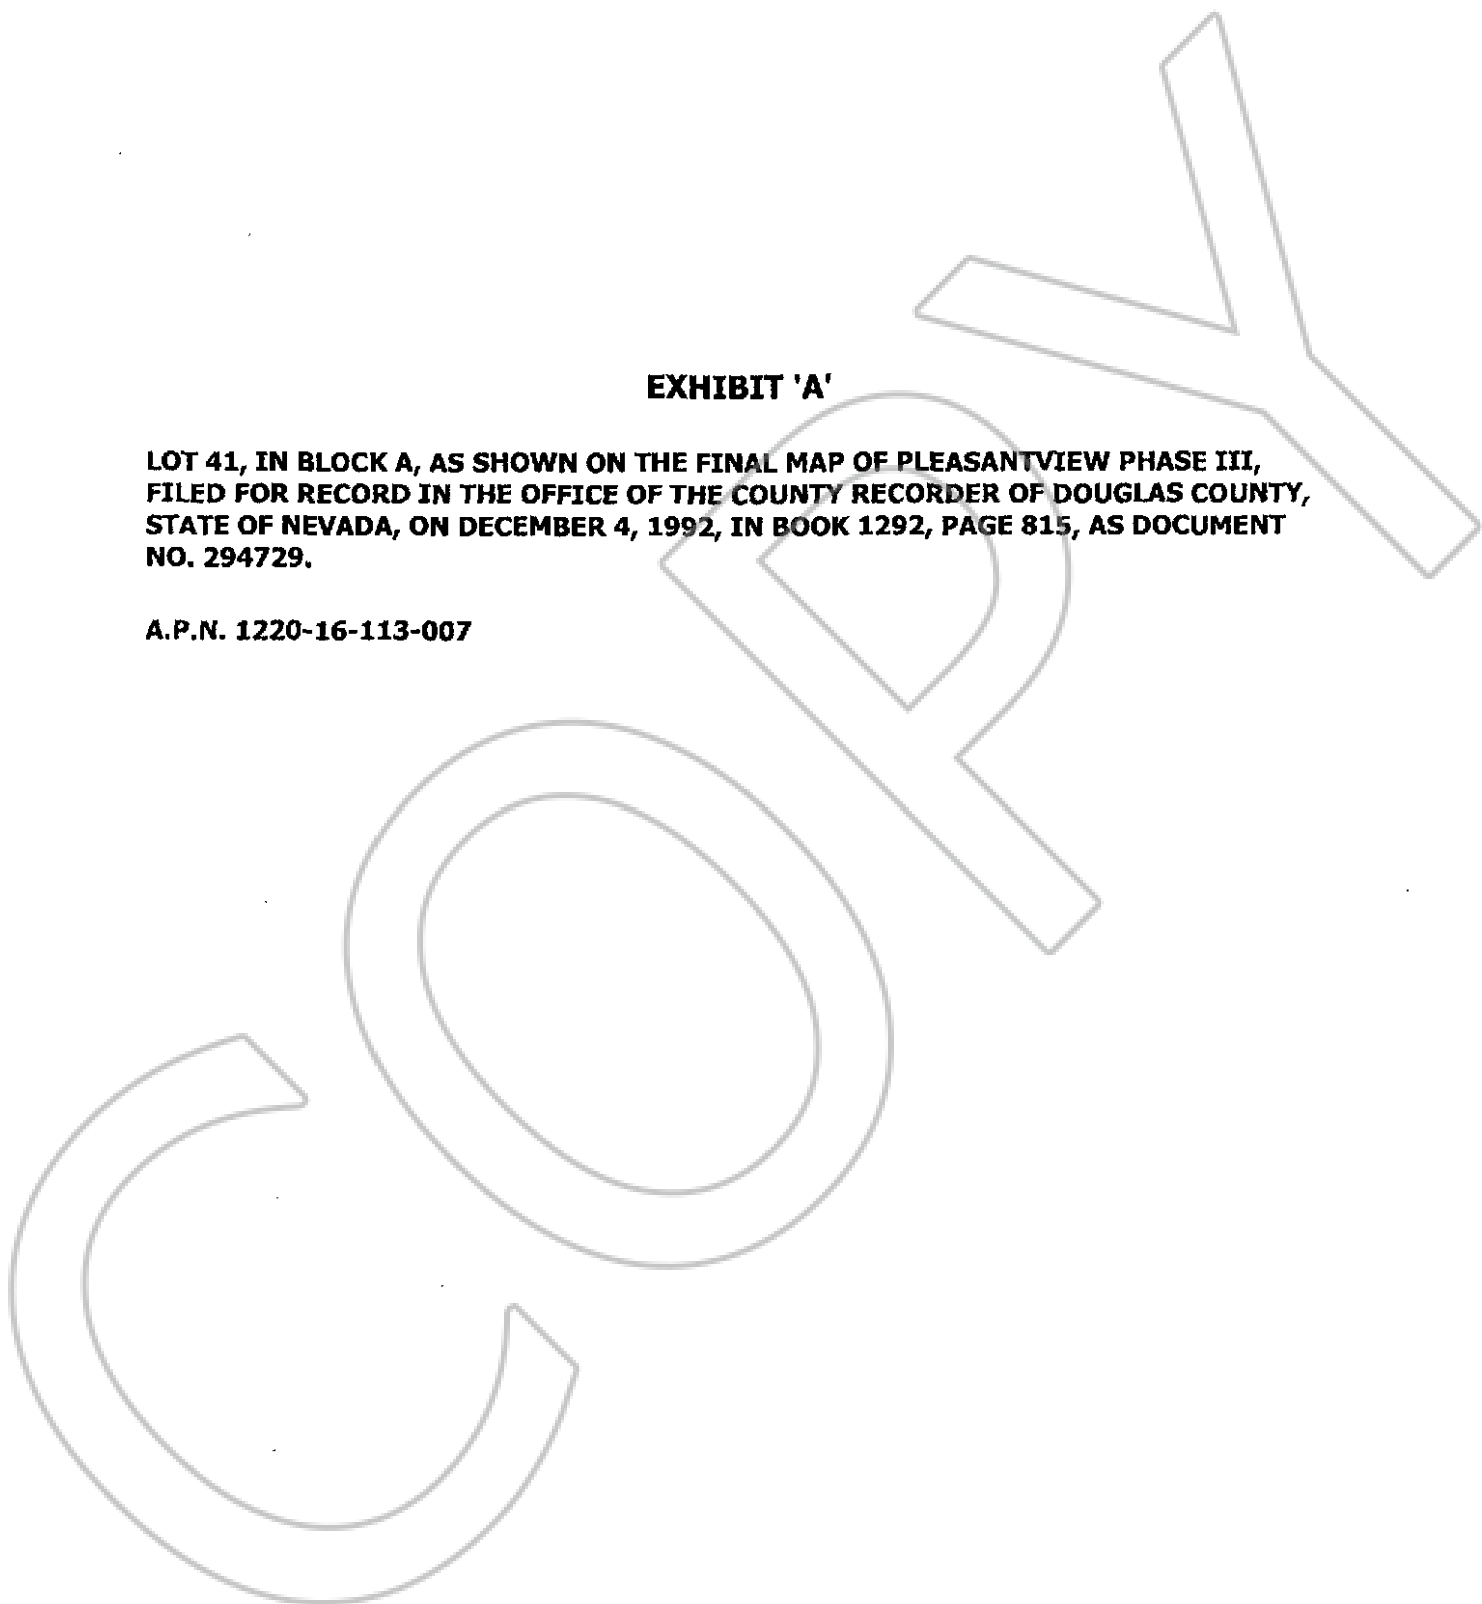 EXHIBIT 'A'
LOT 41, IN BLOCK A, AS SHOWN ON THE FINAL MAP OF PLEASANTVIEW PHASE III,
FILED FOR RECORD IN THE OFFICE OF THE COUNTY RECORDER OF DOUGLAS COUNTY,
STATE OF NEVADA, ON DECEMBER 4, 1992, IN BOOK 1292, PAGE 815, AS DOCUMENT
NO. 294729.
A.P.N. 1220-16-113-007
COPY